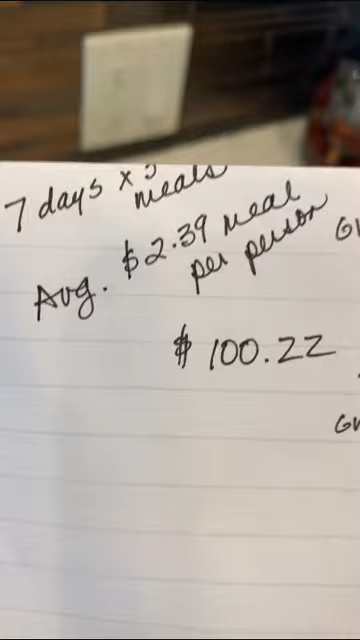 7 days x 3
meals
Avg. $2.39 meal
per person
$100.22